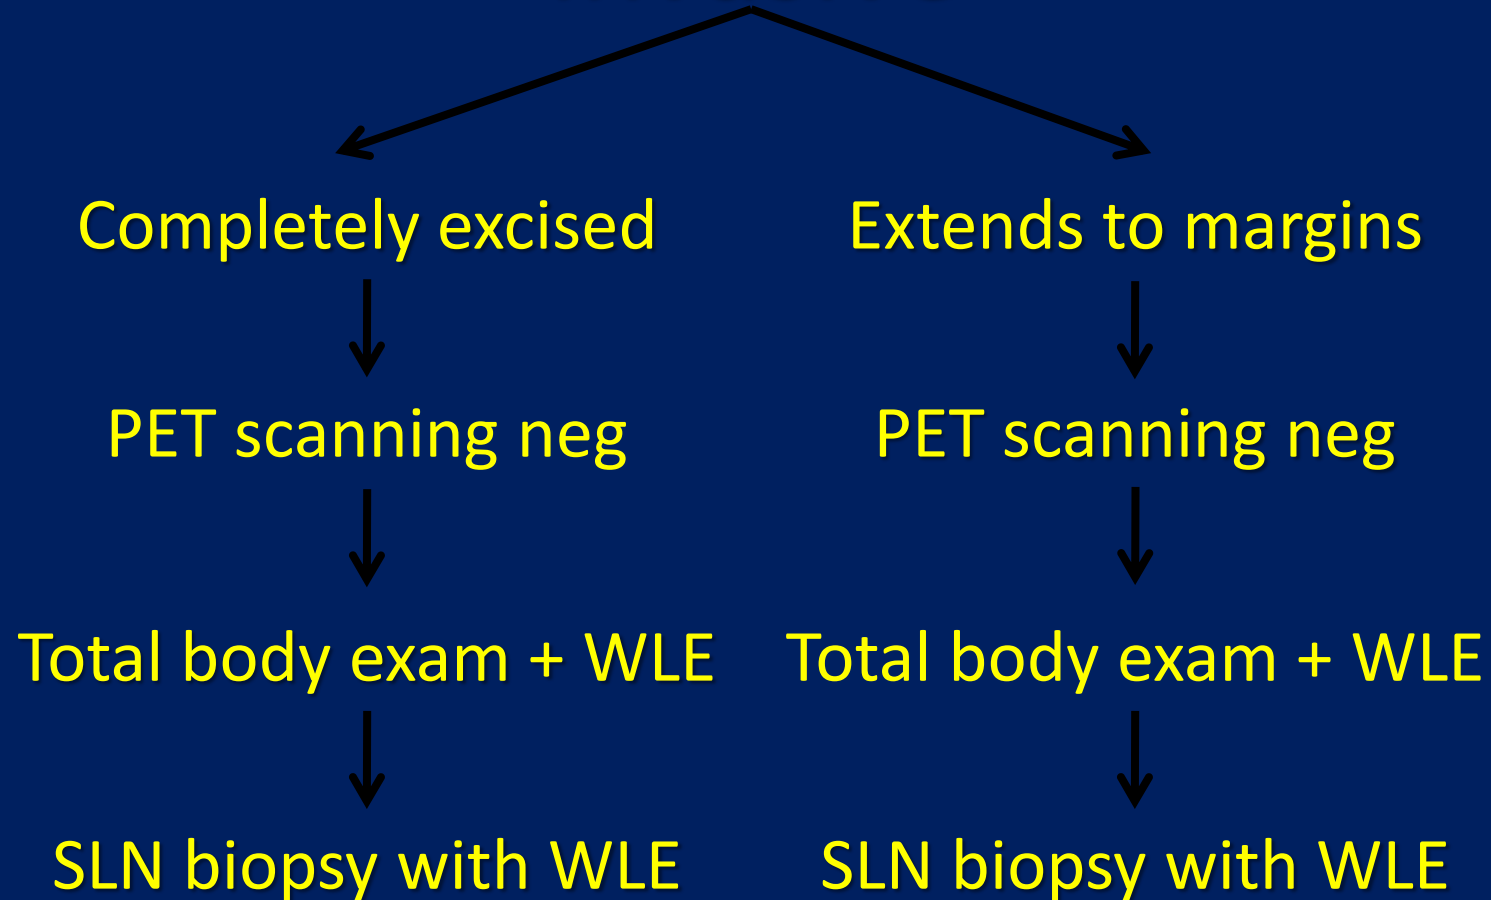 Completely excised
Extends to margins
PET scanning neg
PET scanning neg
Total body exam + WLE
Total body exam + WLE
SLN biopsy with WLE
SLN biopsy with WLE